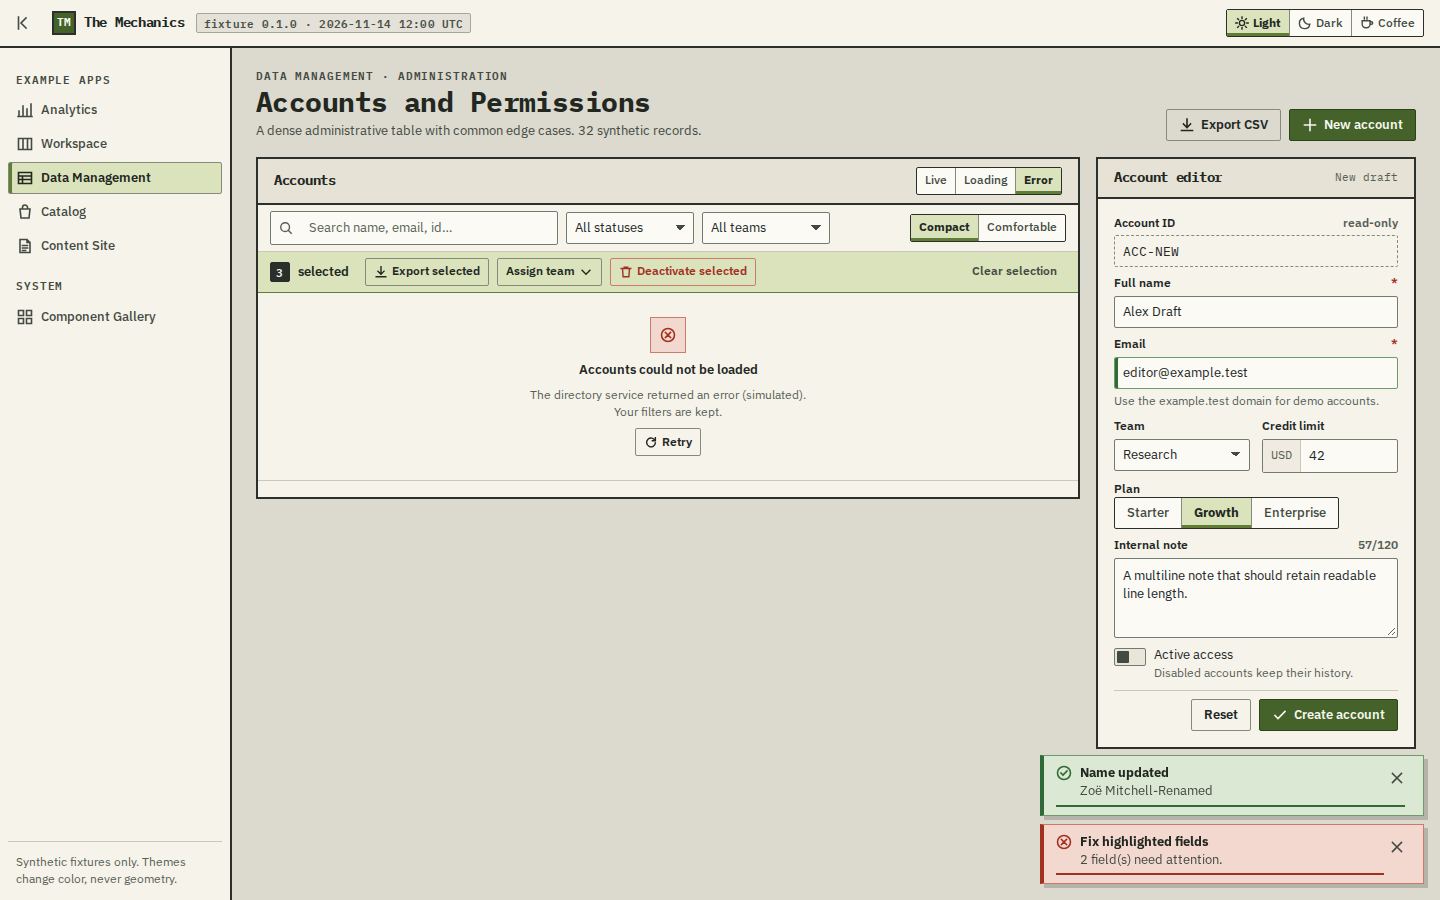 TM The Mechanics fixture 0.1.0 · 2026-11-14 12:00 UTC
Light Dark Coffee
EXAMPLE APPS
Analytics
Workspace
Data Management
Catalog
Content Site
SYSTEM
Component Gallery
Synthetic fixtures only. Themes
change color, never geometry.
DATA MANAGEMENT · ADMINISTRATION
Accounts and Permissions
A dense administrative table with common edge cases. 32 synthetic records.
Export CSV New account
Accounts
Live Loading Error
Search name, email, id... All statuses All teams Compact Comfortable
3 selected Export selected Assign team Deactivate selected Clear selection
Accounts could not be loaded
The directory service returned an error (simulated).
Your filters are kept.
Retry
Account editor New draft
Account ID read-only
ACC-NEW
Full name *
Alex Draft
Email *
editor@example.test
Use the example.test domain for demo accounts.
Team Credit limit
Research USD 42
Plan
Starter Growth Enterprise
Internal note 57/120
A multiline note that should retain readable
line length.
Active access
Disabled accounts keep their history.
Reset Create account
Name updated
Zoë Mitchell-Renamed
Fix highlighted fields
2 field(s) need attention.